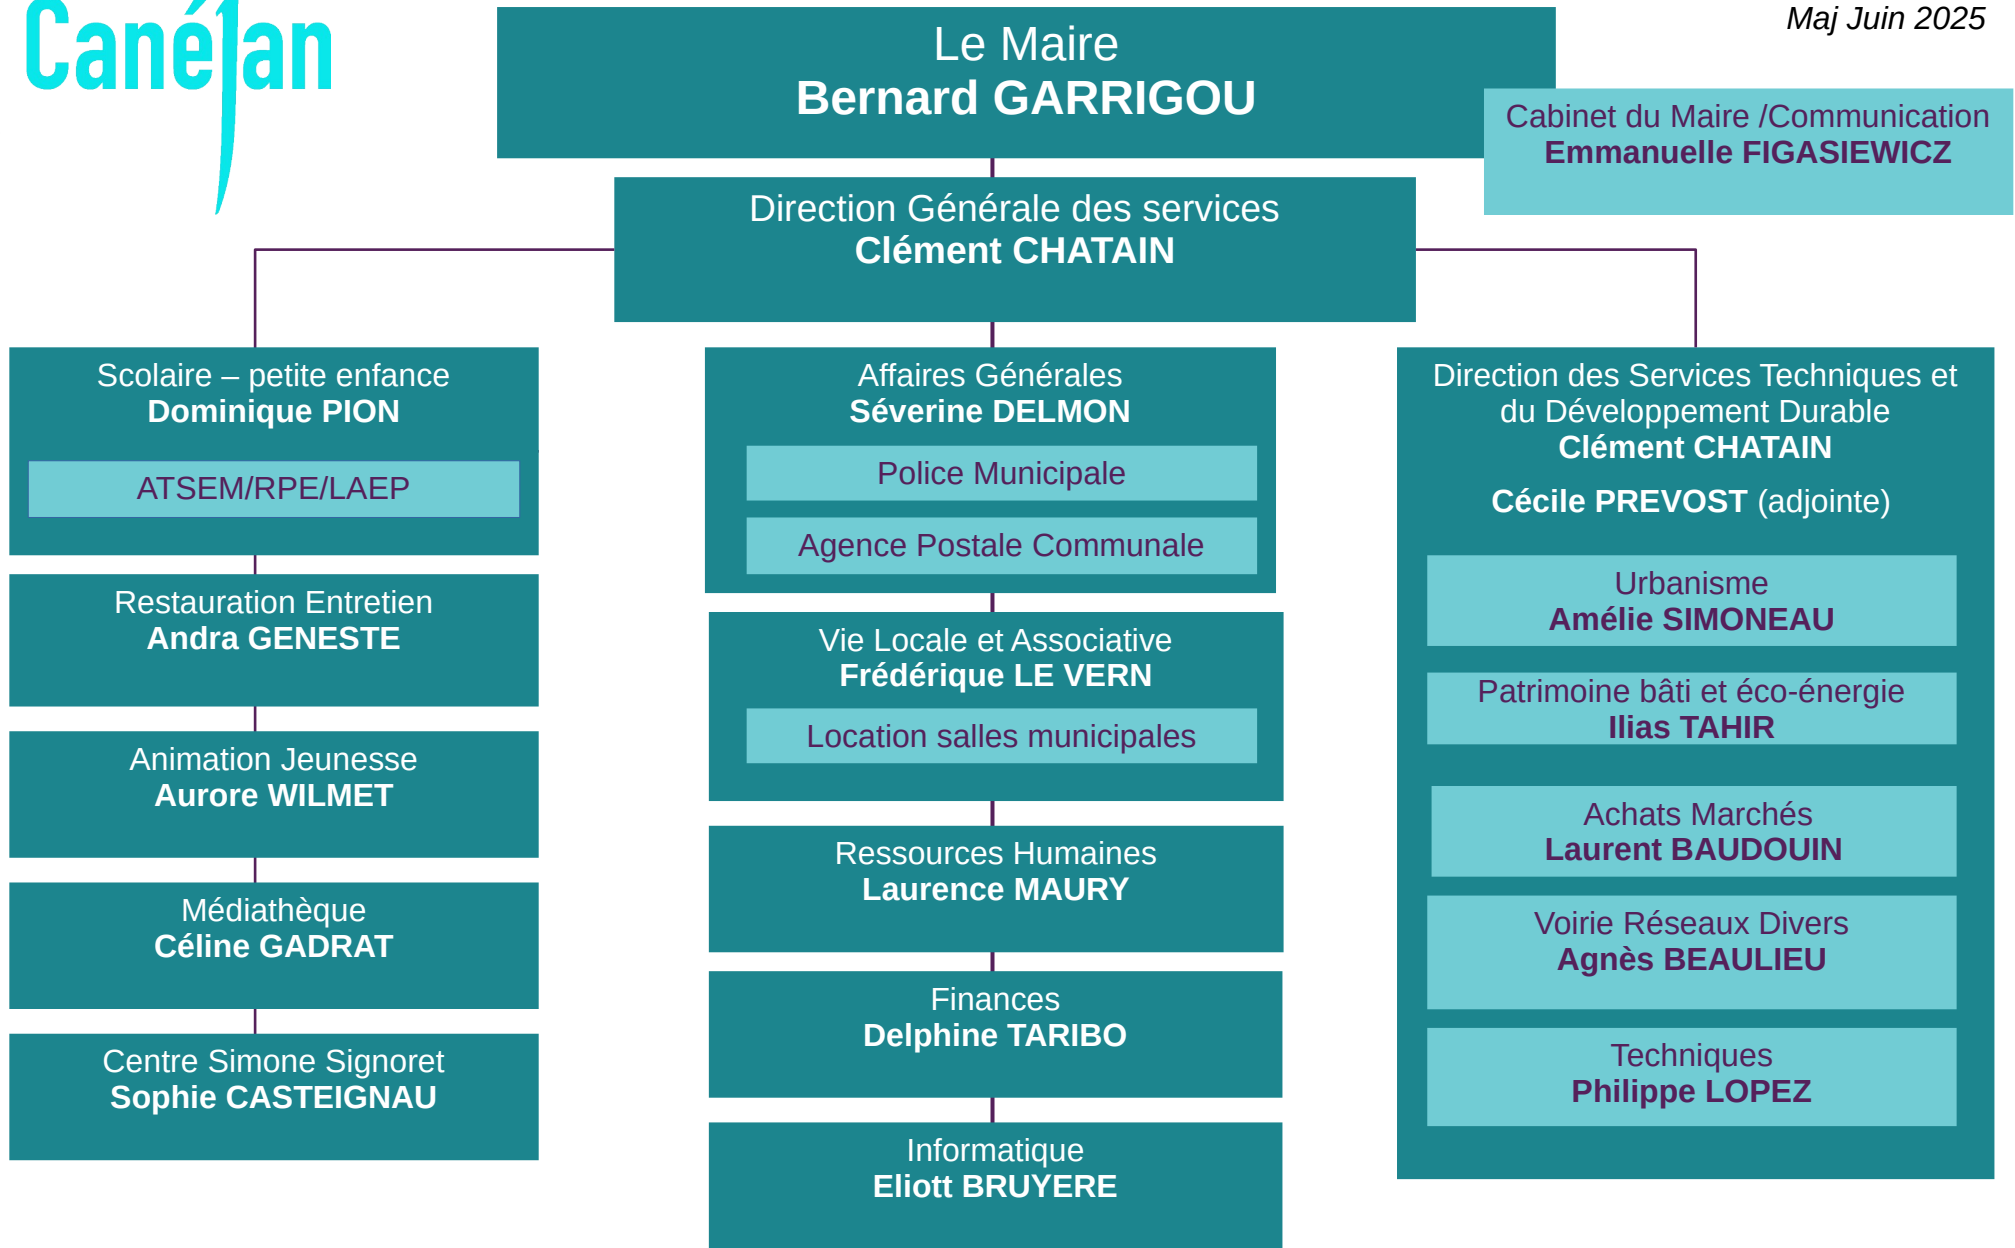 Canéjan
Maj Juin 2025
Le Maire
Bernard GARRIGOU
Cabinet du Maire /Communication
Emmanuelle FIGASIEWICZ
Direction Générale des services
Clément CHATAIN
Scolaire – petite enfance
Dominique PION
ATSEM/RPE/LAEP
Restauration Entretien
Andra GENESTE
Animation Jeunesse
Aurore WILMET
Médiathèque
Céline GADRAT
Centre Simone Signoret
Sophie CASTEIGNAU
Affaires Générales
Séverine DELMON
Police Municipale
Agence Postale Communale
Vie Locale et Associative
Frédérique LE VERN
Location salles municipales
Ressources Humaines
Laurence MAURY
Finances
Delphine TARIBO
Informatique
Eliott BRUYERE
Direction des Services Techniques et
du Développement Durable
Clément CHATAIN
Cécile PREVOST (adjointe)
Urbanisme
Amélie SIMONEAU
Patrimoine bâti et éco-énergie
Ilias TAHIR
Achats Marchés
Laurent BAUDOUIN
Voirie Réseaux Divers
Agnès BEAULIEU
Techniques
Philippe LOPEZ